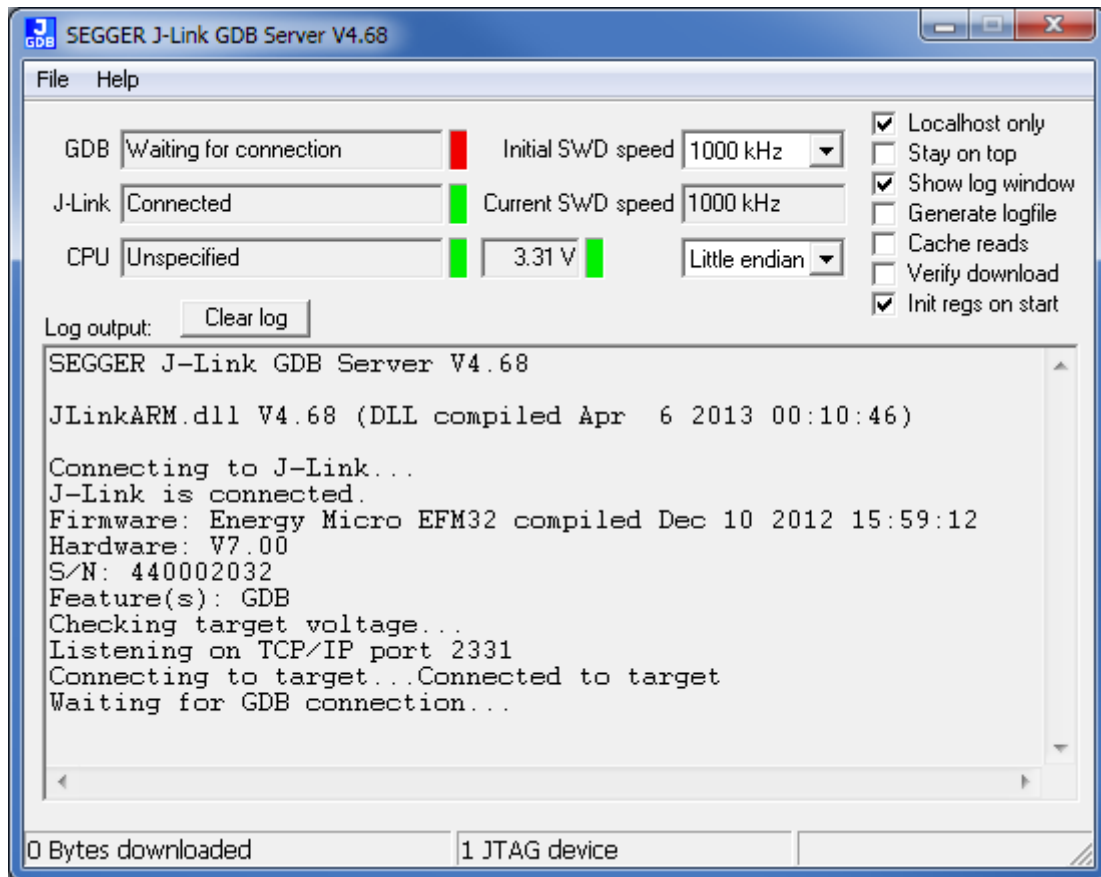 J GDB SEGGER J-Link GDB Server V4.68
File Help
GDB Waiting for connection Initial SWD speed 1000 kHz
J-Link Connected Current SWD speed 1000 kHz
CPU Unspecified 3.31 V Little endian
Localhost only
Stay on top
Show log window
Generate logfile
Cache reads
Verify download
Init regs on start
Log output: Clear log
SEGGER J-Link GDB Server V4.68
JLinkARM.dll V4.68 (DLL compiled Apr  6 2013 00:10:46)
Connecting to J-Link...
J-Link is connected.
Firmware: Energy Micro EFM32 compiled Dec 10 2012 15:59:12
Hardware: V7.00
S/N: 440002032
Feature(s): GDB
Checking target voltage...
Listening on TCP/IP port 2331
Connecting to target...Connected to target
Waiting for GDB connection...
0 Bytes downloaded 1 JTAG device